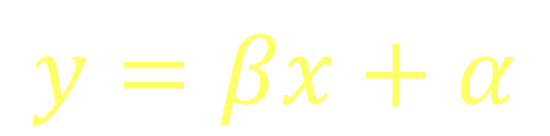 y = βx + α